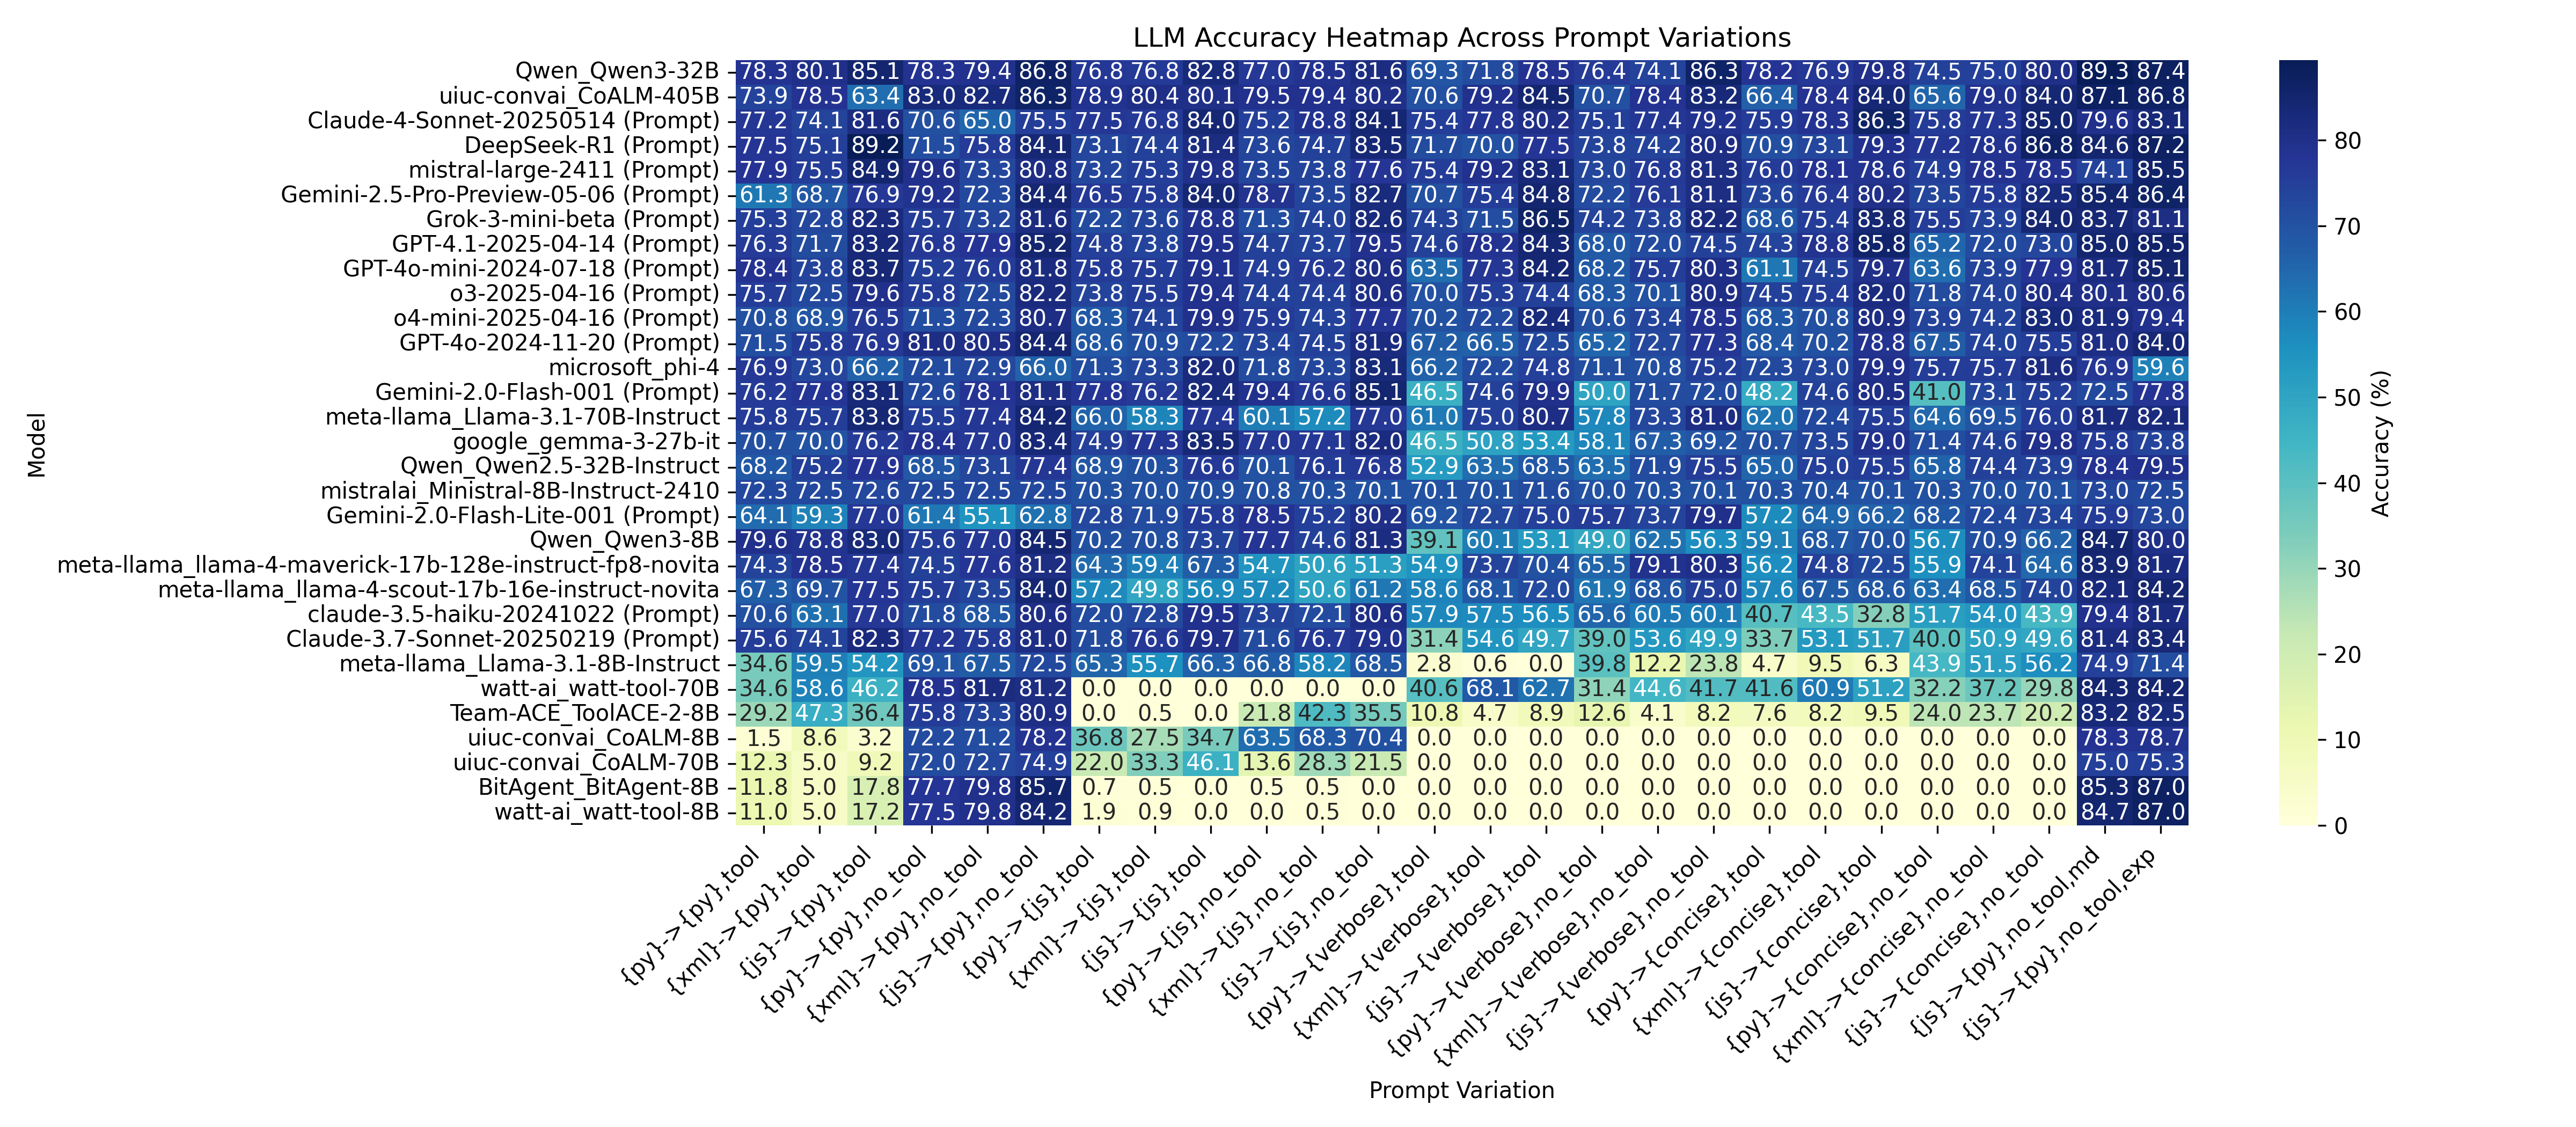 LLM Accuracy Heatmap Across Prompt Variations
Qwen_Qwen3-32B 78.3 80.1 85.1 78.3 79.4 86.8 76.8 76.8 82.8 77.0 78.5 81.6 69.3 71.8 78.5 76.4 74.1 86.3 78.2 76.9 79.8 74.5 75.0 80.0 89.3 87.4
uiuc-convai_CoALM-405B 73.9 78.5 63.4 83.0 82.7 86.3 78.9 80.4 80.1 79.5 79.4 80.2 70.6 79.2 84.5 70.7 78.4 83.2 66.4 78.4 84.0 65.6 79.0 84.0 87.1 86.8
Claude-4-Sonnet-20250514 (Prompt) 77.2 74.1 81.6 70.6 65.0 75.5 77.5 76.8 84.0 75.2 78.8 84.1 75.4 77.8 80.2 75.1 77.4 79.2 75.9 78.3 86.3 75.8 77.3 85.0 79.6 83.1
DeepSeek-R1 (Prompt) 77.5 75.1 89.2 71.5 75.8 84.1 73.1 74.4 81.4 73.6 74.7 83.5 71.7 70.0 77.5 73.8 74.2 80.9 70.9 73.1 79.3 77.2 78.6 86.8 84.6 87.2
mistral-large-2411 (Prompt) 77.9 75.5 84.9 79.6 73.3 80.8 73.2 75.3 79.8 73.5 73.8 77.6 75.4 79.2 83.1 73.0 76.8 81.3 76.0 78.1 78.6 74.9 78.5 78.5 74.1 85.5
Gemini-2.5-Pro-Preview-05-06 (Prompt) 61.3 68.7 76.9 79.2 72.3 84.4 76.5 75.8 84.0 78.7 73.5 82.7 70.7 75.4 84.8 72.2 76.1 81.1 73.6 76.4 80.2 73.5 75.8 82.5 85.4 86.4
Grok-3-mini-beta (Prompt) 75.3 72.8 82.3 75.7 73.2 81.6 72.2 73.6 78.8 71.3 74.0 82.6 74.3 71.5 86.5 74.2 73.8 82.2 68.6 75.4 83.8 75.5 73.9 84.0 83.7 81.1
GPT-4.1-2025-04-14 (Prompt) 76.3 71.7 83.2 76.8 77.9 85.2 74.8 73.8 79.5 74.7 73.7 79.5 74.6 78.2 84.3 68.0 72.0 74.5 74.3 78.8 85.8 65.2 72.0 73.0 85.0 85.5
GPT-4o-mini-2024-07-18 (Prompt) 78.4 73.8 83.7 75.2 76.0 81.8 75.8 75.7 79.1 74.9 76.2 80.6 63.5 77.3 84.2 68.2 75.7 80.3 61.1 74.5 79.7 63.6 73.9 77.9 81.7 85.1
o3-2025-04-16 (Prompt) 75.7 72.5 79.6 75.8 72.5 82.2 73.8 75.5 79.4 74.4 74.4 80.6 70.0 75.3 74.4 68.3 70.1 80.9 74.5 75.4 82.0 71.8 74.0 80.4 80.1 80.6
o4-mini-2025-04-16 (Prompt) 70.8 68.9 76.5 71.3 72.3 80.7 68.3 74.1 79.9 75.9 74.3 77.7 70.2 72.2 82.4 70.6 73.4 78.5 68.3 70.8 80.9 73.9 74.2 83.0 81.9 79.4
GPT-4o-2024-11-20 (Prompt) 71.5 75.8 76.9 81.0 80.5 84.4 68.6 70.9 72.2 73.4 74.5 81.9 67.2 66.5 72.5 65.2 72.7 77.3 68.4 70.2 78.8 67.5 74.0 75.5 81.0 84.0
microsoft_phi-4 76.9 73.0 66.2 72.1 72.9 66.0 71.3 73.3 82.0 71.8 73.3 83.1 66.2 72.2 74.8 71.1 70.8 75.2 72.3 73.0 79.9 75.7 75.7 81.6 76.9 59.6
Gemini-2.0-Flash-001 (Prompt) 76.2 77.8 83.1 72.6 78.1 81.1 77.8 76.2 82.4 79.4 76.6 85.1 46.5 74.6 79.9 50.0 71.7 72.0 48.2 74.6 80.5 41.0 73.1 75.2 72.5 77.8
meta-llama_Llama-3.1-70B-Instruct 75.8 75.7 83.8 75.5 77.4 84.2 66.0 58.3 77.4 60.1 57.2 77.0 61.0 75.0 80.7 57.8 73.3 81.0 62.0 72.4 75.5 64.6 69.5 76.0 81.7 82.1
google_gemma-3-27b-it 70.7 70.0 76.2 78.4 77.0 83.4 74.9 77.3 83.5 77.0 77.1 82.0 46.5 50.8 53.4 58.1 67.3 69.2 70.7 73.5 79.0 71.4 74.6 79.8 75.8 73.8
Qwen_Qwen2.5-32B-Instruct 68.2 75.2 77.9 68.5 73.1 77.4 68.9 70.3 76.6 70.1 76.1 76.8 52.9 63.5 68.5 63.5 71.9 75.5 65.0 75.0 75.5 65.8 74.4 73.9 78.4 79.5
mistralai_Ministral-8B-Instruct-2410 72.3 72.5 72.6 72.5 72.5 72.5 70.3 70.0 70.9 70.8 70.3 70.1 70.1 70.1 71.6 70.0 70.3 70.1 70.3 70.4 70.1 70.3 70.0 70.1 73.0 72.5
Gemini-2.0-Flash-Lite-001 (Prompt) 64.1 59.3 77.0 61.4 55.1 62.8 72.8 71.9 75.8 78.5 75.2 80.2 69.2 72.7 75.0 75.7 73.7 79.7 57.2 64.9 66.2 68.2 72.4 73.4 75.9 73.0
Qwen_Qwen3-8B 79.6 78.8 83.0 75.6 77.0 84.5 70.2 70.8 73.7 77.7 74.6 81.3 39.1 60.1 53.1 49.0 62.5 56.3 59.1 68.7 70.0 56.7 70.9 66.2 84.7 80.0
meta-llama_llama-4-maverick-17b-128e-instruct-fp8-novita 74.3 78.5 77.4 74.5 77.6 81.2 64.3 59.4 67.3 54.7 50.6 51.3 54.9 73.7 70.4 65.5 79.1 80.3 56.2 74.8 72.5 55.9 74.1 64.6 83.9 81.7
meta-llama_llama-4-scout-17b-16e-instruct-novita 67.3 69.7 77.5 75.7 73.5 84.0 57.2 49.8 56.9 57.2 50.6 61.2 58.6 68.1 72.0 61.9 68.6 75.0 57.6 67.5 68.6 63.4 68.5 74.0 82.1 84.2
claude-3.5-haiku-20241022 (Prompt) 70.6 63.1 77.0 71.8 68.5 80.6 72.0 72.8 79.5 73.7 72.1 80.6 57.9 57.5 56.5 65.6 60.5 60.1 40.7 43.5 32.8 51.7 54.0 43.9 79.4 81.7
Claude-3.7-Sonnet-20250219 (Prompt) 75.6 74.1 82.3 77.2 75.8 81.0 71.8 76.6 79.7 71.6 76.7 79.0 31.4 54.6 49.7 39.0 53.6 49.9 33.7 53.1 51.7 40.0 50.9 49.6 81.4 83.4
meta-llama_Llama-3.1-8B-Instruct 34.6 59.5 54.2 69.1 67.5 72.5 65.3 55.7 66.3 66.8 58.2 68.5 2.8 0.6 0.0 39.8 12.2 23.8 4.7 9.5 6.3 43.9 51.5 56.2 74.9 71.4
watt-ai_watt-tool-70B 34.6 58.6 46.2 78.5 81.7 81.2 0.0 0.0 0.0 0.0 0.0 0.0 40.6 68.1 62.7 31.4 44.6 41.7 41.6 60.9 51.2 32.2 37.2 29.8 84.3 84.2
Team-ACE_ToolACE-2-8B 29.2 47.3 36.4 75.8 73.3 80.9 0.0 0.5 0.0 21.8 42.3 35.5 10.8 4.7 8.9 12.6 4.1 8.2 7.6 8.2 9.5 24.0 23.7 20.2 83.2 82.5
uiuc-convai_CoALM-8B 1.5 8.6 3.2 72.2 71.2 78.2 36.8 27.5 34.7 63.5 68.3 70.4 0.0 0.0 0.0 0.0 0.0 0.0 0.0 0.0 0.0 0.0 0.0 0.0 78.3 78.7
uiuc-convai_CoALM-70B 12.3 5.0 9.2 72.0 72.7 74.9 22.0 33.3 46.1 13.6 28.3 21.5 0.0 0.0 0.0 0.0 0.0 0.0 0.0 0.0 0.0 0.0 0.0 0.0 75.0 75.3
BitAgent_BitAgent-8B 11.8 5.0 17.8 77.7 79.8 85.7 0.7 0.5 0.0 0.5 0.5 0.0 0.0 0.0 0.0 0.0 0.0 0.0 0.0 0.0 0.0 0.0 0.0 0.0 85.3 87.0
watt-ai_watt-tool-8B 11.0 5.0 17.2 77.5 79.8 84.2 1.9 0.9 0.0 0.0 0.5 0.0 0.0 0.0 0.0 0.0 0.0 0.0 0.0 0.0 0.0 0.0 0.0 0.0 84.7 87.0
Model
{py}->{py},tool
{xml}->{py},tool
{js}->{py},tool
{py}->{py},no_tool
{xml}->{py},no_tool
{js}->{py},no_tool
{py}->{js},tool
{xml}->{js},tool
{js}->{js},tool
{py}->{js},no_tool
{xml}->{js},no_tool
{js}->{js},no_tool
{py}->{verbose},tool
{xml}->{verbose},tool
{js}->{verbose},tool
{py}->{verbose},no_tool
{xml}->{verbose},no_tool
{js}->{verbose},no_tool
{py}->{concise},tool
{xml}->{concise},tool
{js}->{concise},tool
{py}->{concise},no_tool
{xml}->{concise},no_tool
{js}->{concise},no_tool
{js}->{py},no_tool,md
{js}->{py},no_tool,exp
Prompt Variation
80
70
60
50
40
30
20
10
0
Accuracy (%)